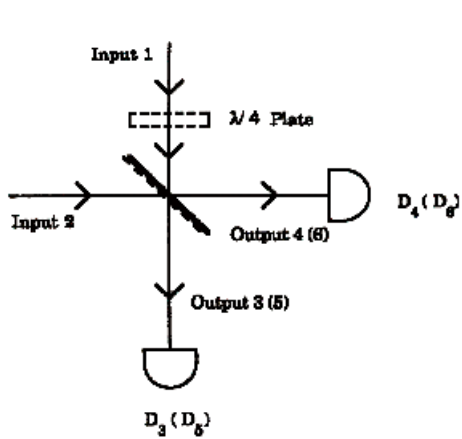 Input 1
λ/4 Plate
Input 2
D4 (D6)
Output 4 (6)
Output 3 (5)
D3 (D5)